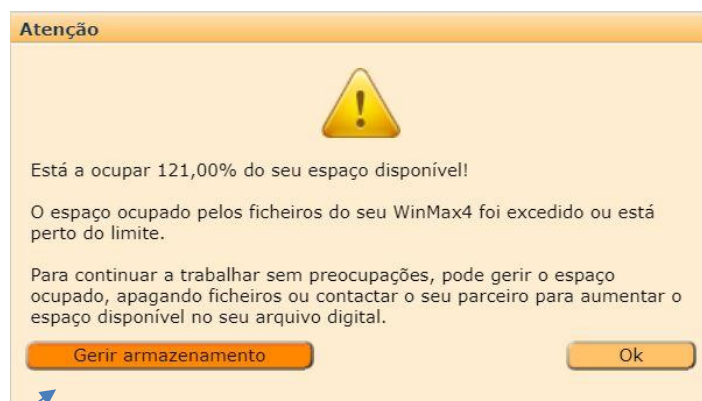 Atenção
Está a ocupar 121,00% do seu espaço disponível!
O espaço ocupado pelos ficheiros do seu WinMax4 foi excedido ou está
perto do limite.
Para continuar a trabalhar sem preocupações, pode gerir o espaço
ocupado, apagando ficheiros ou contactar o seu parceiro para aumentar o
espaço disponível no seu arquivo digital.
Gerir armazenamento
Ok